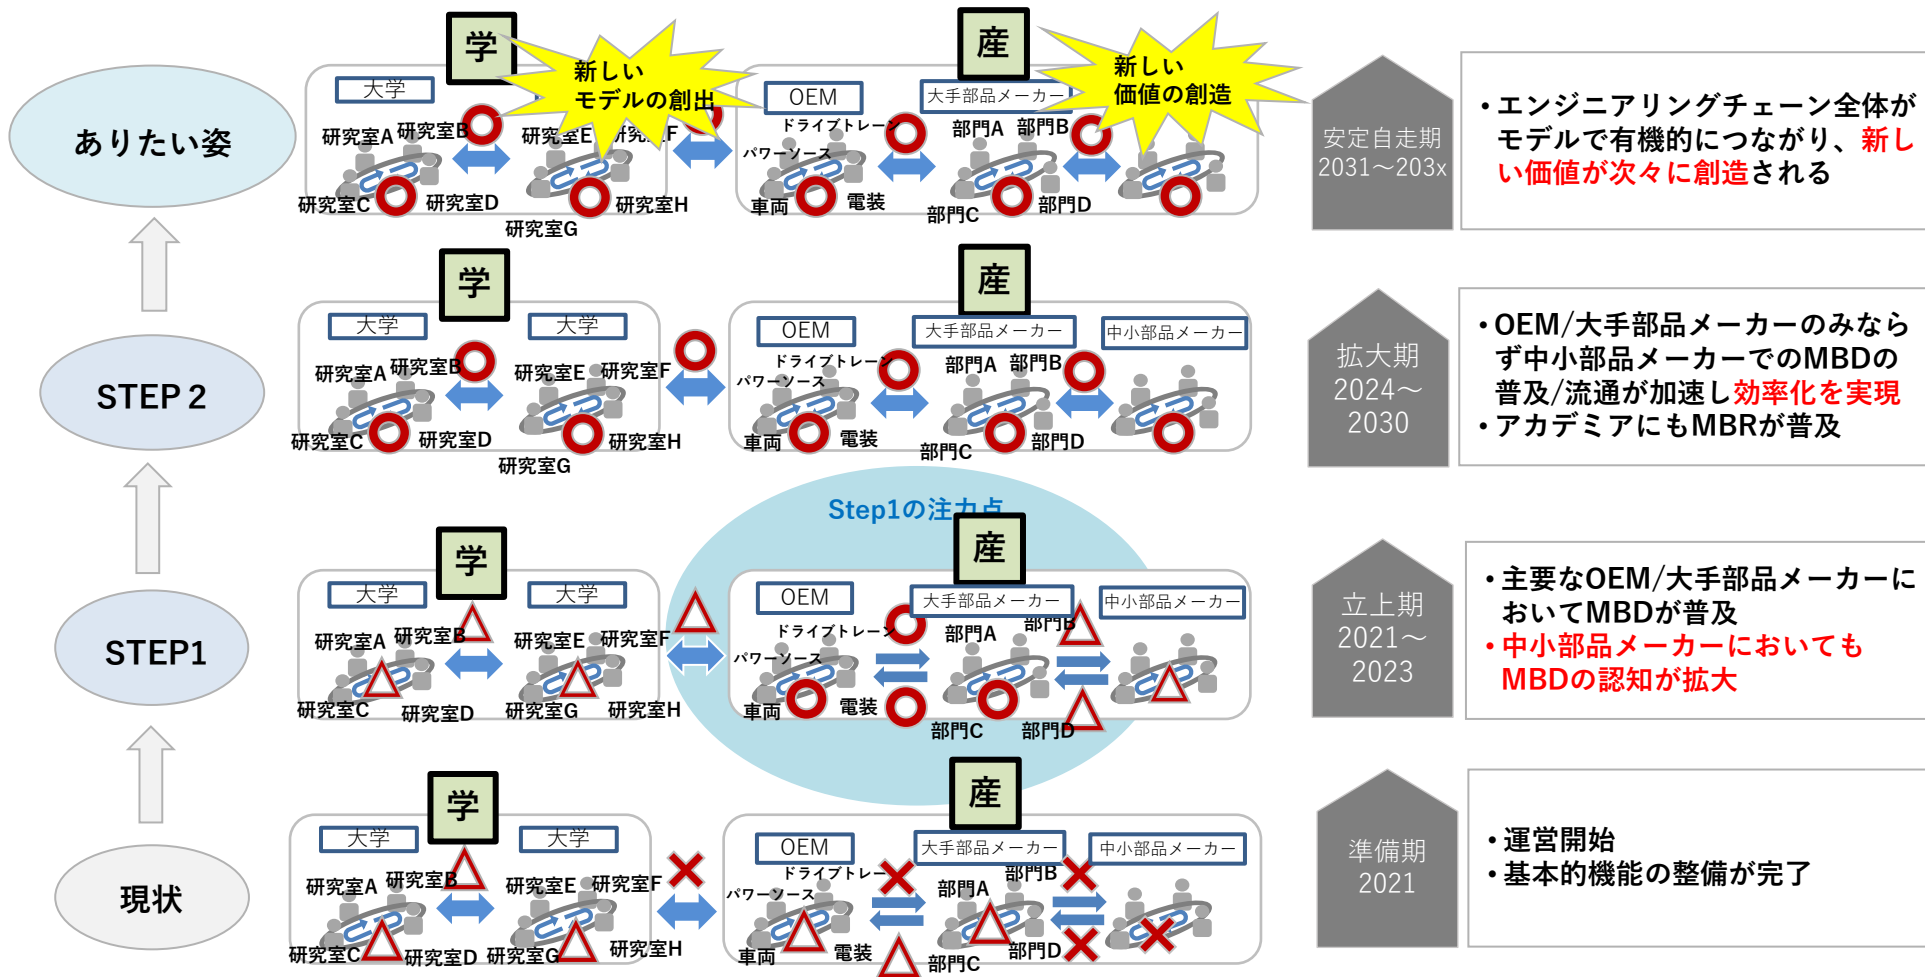 ありたい姿
学
新しい
モデルの創出
大学
研究室A
研究室B
研究室E
研究室F
研究室C
研究室D
研究室G
研究室H
産
新しい
価値の創造
OEM
大手部品メーカー
ドライブトレーン
パワーソース
車両
電装
部門A
部門B
部門C
部門D
安定自走期
2031～203x
・エンジニアリングチェーン全体が
モデルで有機的につながり、新し
い価値が次々に創造される
STEP 2
学
大学
大学
研究室A
研究室B
研究室E
研究室F
研究室C
研究室D
研究室G
研究室H
産
OEM
大手部品メーカー
中小部品メーカー
ドライブトレーン
パワーソース
車両
電装
部門A
部門B
部門C
部門D
拡大期
2024～
2030
・OEM/大手部品メーカーのみなら
ず中小部品メーカーでのMBDの
普及/流通が加速し効率化を実現
・アカデミアにもMBRが普及
STEP1
Step1の注力点
学
大学
大学
研究室A
研究室B
研究室E
研究室F
研究室C
研究室D
研究室G
研究室H
産
OEM
大手部品メーカー
中小部品メーカー
ドライブトレーン
パワーソース
車両
電装
部門A
部門B
部門C
部門D
立上期
2021～
2023
・主要なOEM/大手部品メーカーに
おいてMBDが普及
・中小部品メーカーにおいても
MBDの認知が拡大
現状
学
大学
大学
研究室A
研究室B
研究室E
研究室F
研究室C
研究室D
研究室G
研究室H
産
OEM
大手部品メーカー
中小部品メーカー
ドライブトレーン
パワーソース
車両
電装
部門A
部門B
部門C
部門D
準備期
2021
・運営開始
・基本的機能の整備が完了